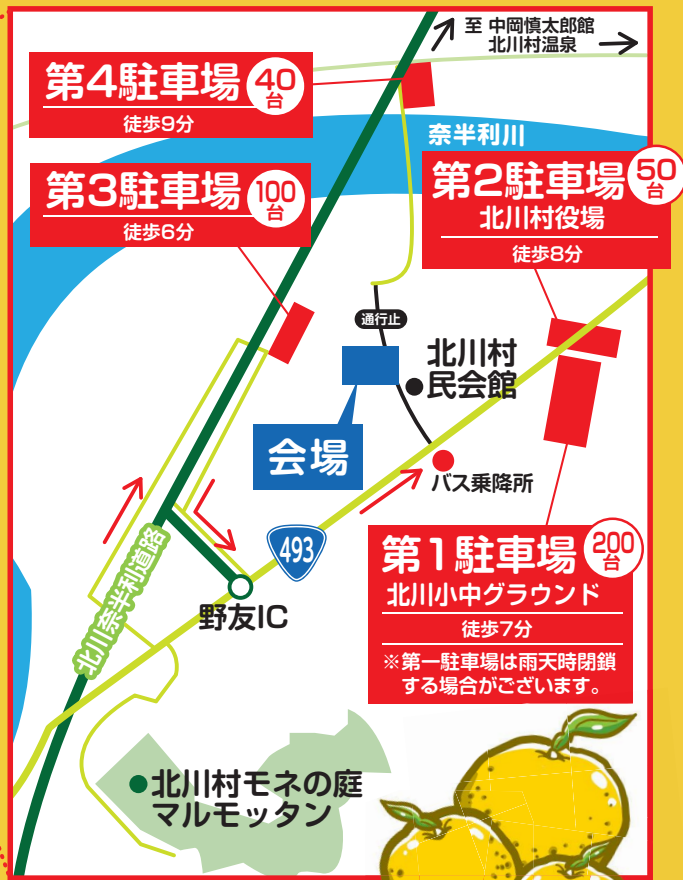 至 中岡慎太郎館
北川村温泉
第4駐車場
40台
徒歩9分
奈半利川
第3駐車場
100台
徒歩6分
第2駐車場
50台
北川村役場
徒歩8分
通行止
北川村
民会館
会場
バス乗降所
493
北川奈半利道路
野友IC
第1駐車場
200台
北川小中グラウンド
徒歩7分
※第一駐車場は雨天時閉鎖
する場合がございます。
北川村モネの庭
マルモッタン